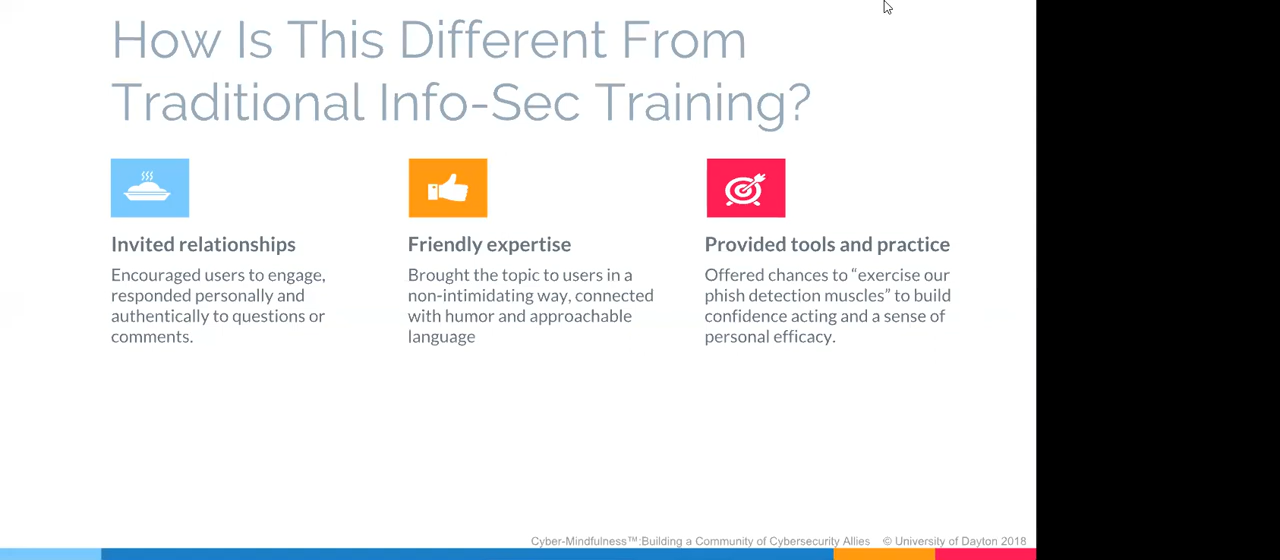 How Is This Different From
Traditional Info-Sec Training?
Invited relationships
Encouraged users to engage,
responded personally and
authentically to questions or
comments.
Friendly expertise
Brought the topic to users in a
non-intimidating way, connected
with humor and approachable
language
Provided tools and practice
Offered chances to “exercise our
phish detection muscles” to build
confidence acting and a sense of
personal efficacy.
Cyber-Mindfulness™:Building a Community of Cybersecurity Allies © University of Dayton 2018